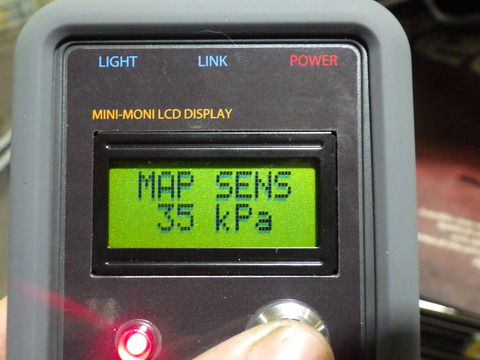 LIGHT LINK POWER
MINI-MONI LCD DISPLAY
MAP SENS
35 kPa